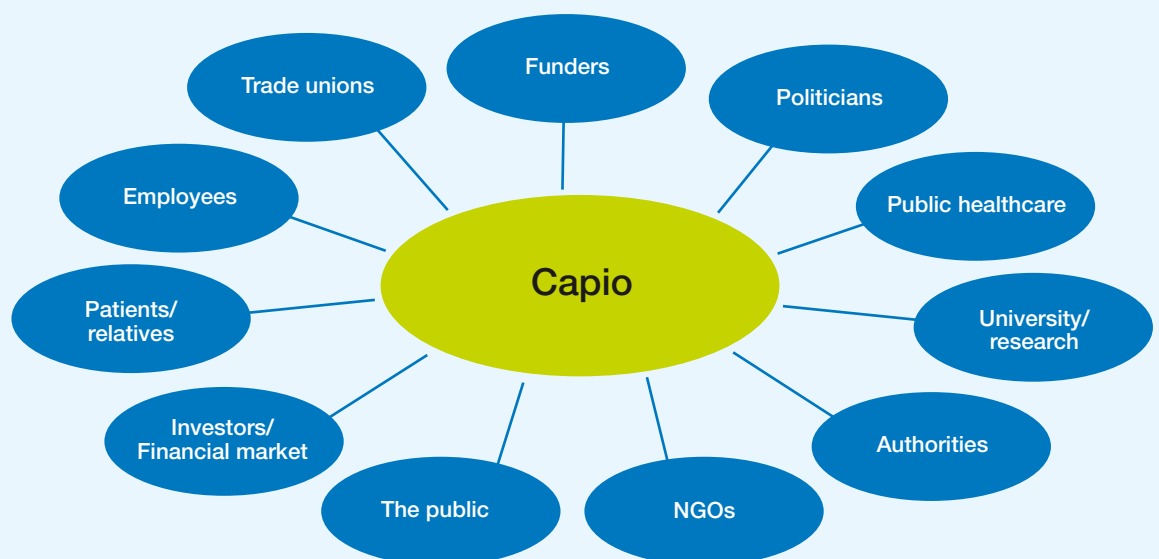 Funders
Trade unions
Politicians
Employees
Public healthcare
Capio
Patients/
relatives
University/
research
Investors/
Financial market
Authorities
The public
NGOs